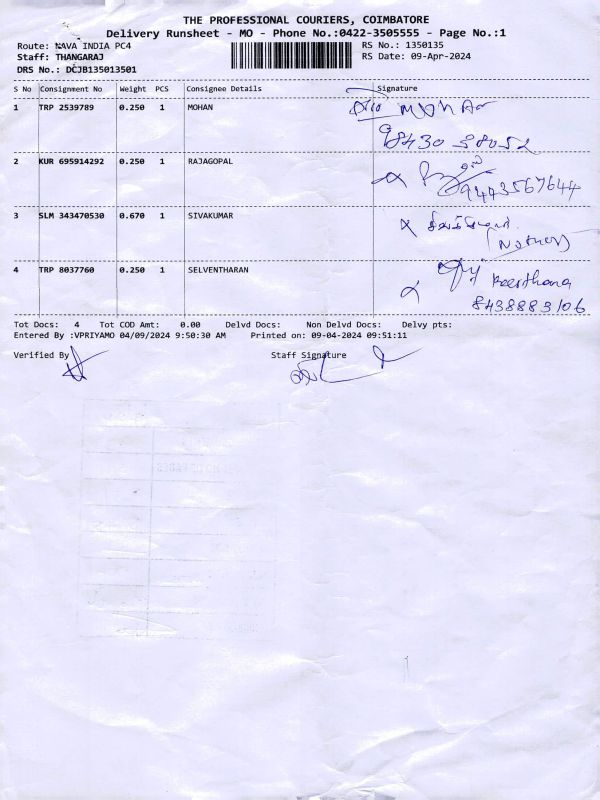 THE PROFESSIONAL COURIERS, COIMBATORE
Delivery Runsheet - MO - Phone No.:0422-3505555 - Page No.:1
Route: NAVA INDIA PC4
RS No.: 1350135
Staff: THANGARAJ
RS Date: 09-Apr-2024
DRS No.: DCJB135013501
S No Consignment No Weight PCS Consignee Details Signature
1 TRP 2539789 0.250 1 MOHAN
MOHAN
98430 38052
2 KUR 695914292 0.250 1 RAJAGOPAL
9443567644
3 SLM 343470530 0.670 1 SIVAKUMAR
4 TRP 8037760 0.250 1 SELVENTHARAN
Keerthana
8438883106
Tot Docs: 4 Tot COD Amt: 0.00 Delvd Docs: Non Delvd Docs: Delvy pts:
Entered By :VPRIYAMO 04/09/2024 9:50:30 AM Printed on: 09-04-2024 09:51:11
Verified By Staff Signature